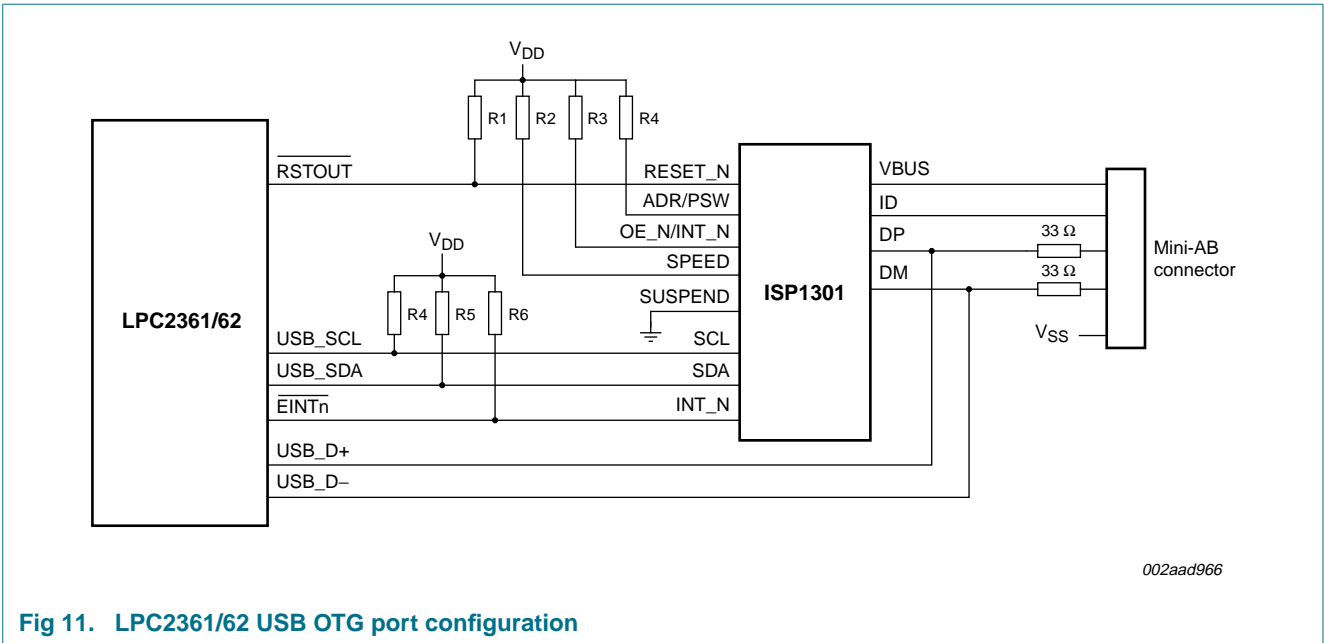 VDD
R1 R2 R3 R4
RSTOUT
RESET_N
VBUS
ADR/PSW
ID
OE_N/INT_N
DP
33 Ω
Mini-AB
connector
VDD
SPEED
DM
33 Ω
SUSPEND
ISP1301
LPC2361/62
R4 R5 R6
VSS
USB_SCL
SCL
USB_SDA
SDA
EINTn
INT_N
USB_D+
USB_D−
002aad966
Fig 11. LPC2361/62 USB OTG port configuration